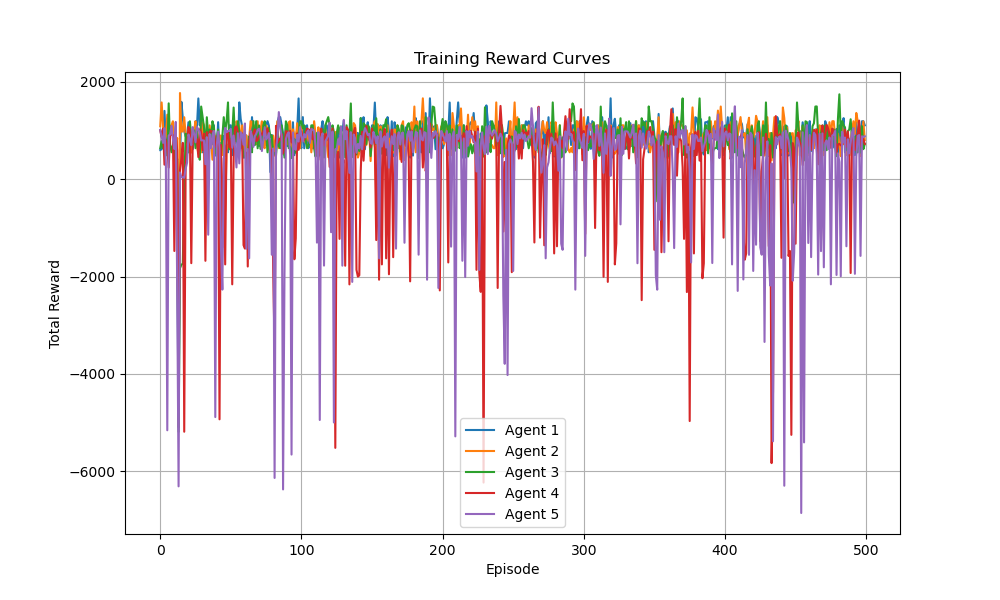 Training Reward Curves
Total Reward
2000
0
−2000
−4000
−6000
Agent 1
Agent 2
Agent 3
Agent 4
Agent 5
0 100 200 300 400 500
Episode